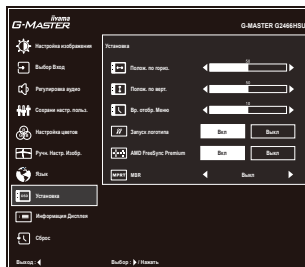 iiyama
G-MASTER
G-MASTER G2466HSU
Настройка изображения
Установка
Выбор Вход
Полож. по гориз.
50
Регулировка аудио
Полож. по верт.
50
Сохрани настр. польз.
Вр. отобр. Меню
10
Настройка цветов
Запуск логотипа
Вкл
Выкл
Ручн. Настр. Изобр.
AMD FreeSync Premium
Вкл
Выкл
Язык
MPRT
MBR
Выкл
Установка
Информация Дисплея
Сброс
Выход :
Выбор : / Нажать